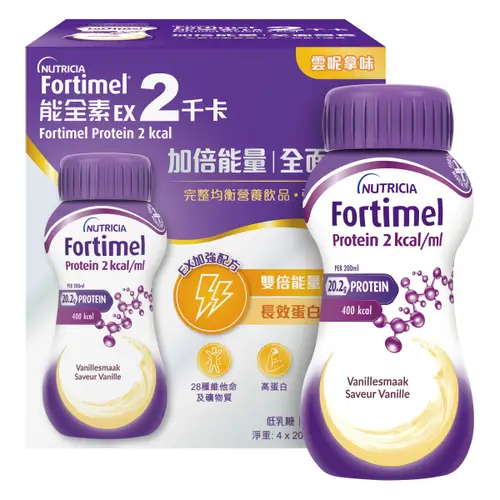 NUTRICIA
Fortimel®
能全素EX 2千卡
Fortimel Protein 2 kcal
雲呢拿味
加倍能量｜全面
完整均衡營養飲品
EX加強配方
雙倍能量
長效蛋白
28種維他命
及礦物質
高蛋白
低乳糖
淨重: 4 x 20
NUTRICIA
Fortimel
Protein 2 kcal/ml
PER 200ml
20.2g PROTEIN
400 kcal
Vanillesmaak
Saveur Vanille
NUTRICIA
Fortimel
Protein 2 kcal/ml
PER 200ml
20.2g PROTEIN
400 kcal
Vanillesmaak
Saveur Vanille